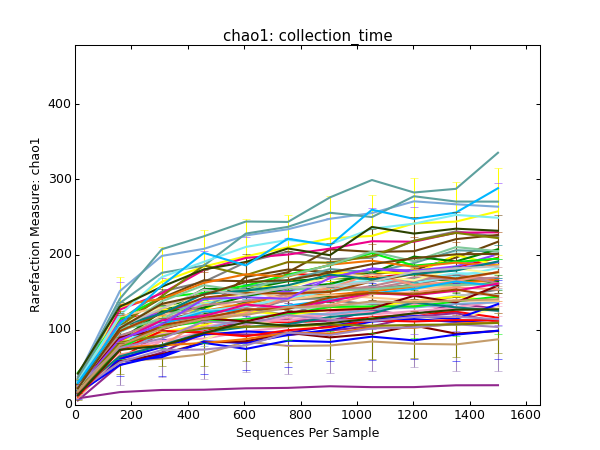 chao1: collection_time
Rarefaction Measure: chao1
400
300
200
100
0
0 200 400 600 800 1000 1200 1400 1600
Sequences Per Sample